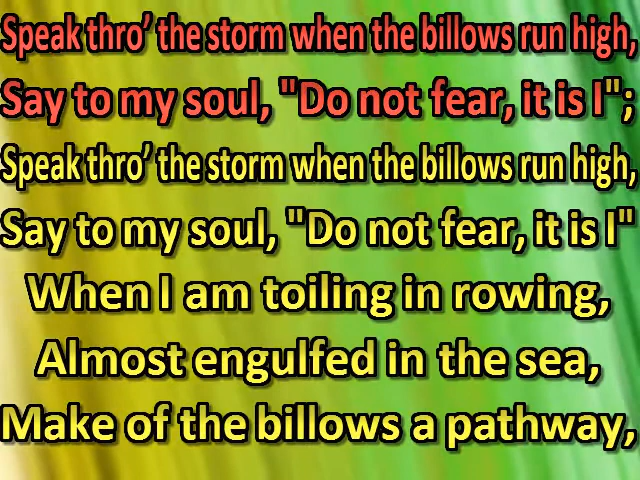 Speak thro’ the storm when the billows run high,
Say to my soul, "Do not fear, it is I";
Speak thro’ the storm when the billows run high,
Say to my soul, "Do not fear, it is I"
When I am toiling in rowing,
Almost engulfed in the sea,
Make of the billows a pathway,